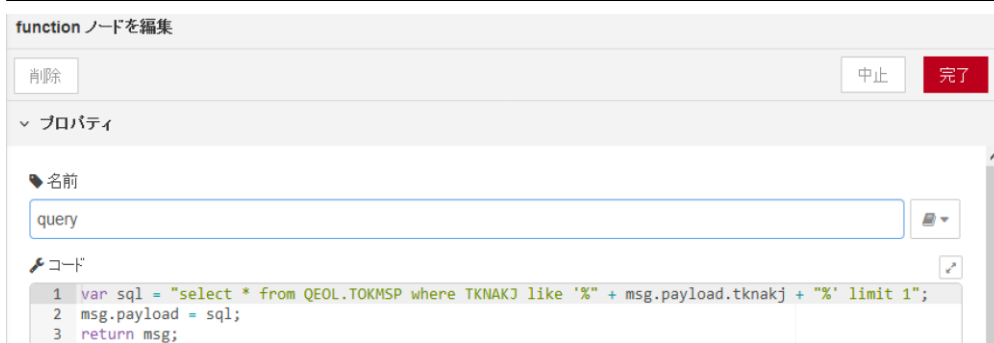 function ノードを編集
削除
中止
完了
プロパティ
名前
query
コード
1 var sql = "select * from QEOL.TOKMSP where TKNAKJ like '%" + msg.payload.tknakj + "%' limit 1";
2 msg.payload = sql;
3 return msg;